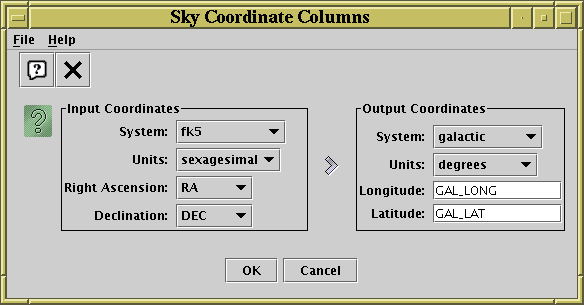 Sky Coordinate Columns
File Help
Input Coordinates
System: fk5
Units: sexagesimal
Right Ascension: RA
Declination: DEC
Output Coordinates
System: galactic
Units: degrees
Longitude: GAL_LONG
Latitude: GAL_LAT
OK Cancel